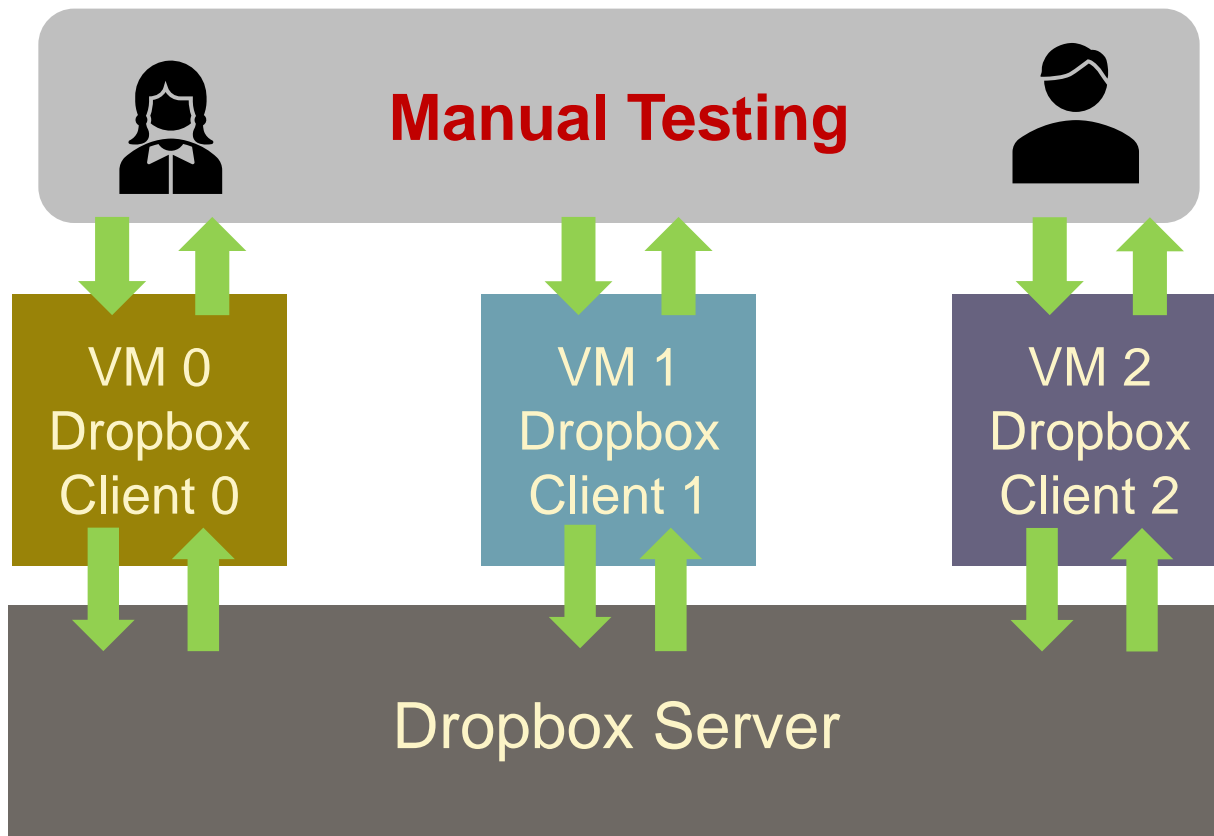 Manual Testing
VM 0
Dropbox
Client 0
VM 1
Dropbox
Client 1
VM 2
Dropbox
Client 2
Dropbox Server